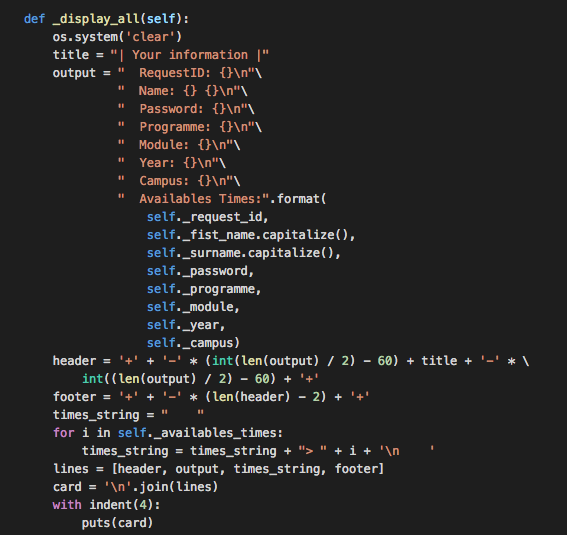 def _display_all(self):
    os.system('clear')
    title = "| Your information |"
    output = "  RequestID: {}\n"\
             "  Name: {} {}\n"\
             "  Password: {}\n"\
             "  Programme: {}\n"\
             "  Module: {}\n"\
             "  Year: {}\n"\
             "  Campus: {}\n"\
             "  Availables Times:".format(
                 self._request_id,
                 self._fist_name.capitalize(),
                 self._surname.capitalize(),
                 self._password,
                 self._programme,
                 self._module,
                 self._year,
                 self._campus)
    header = '+' + '-' * (int(len(output) / 2) - 60) + title + '-' * \
        int((len(output) / 2) - 60) + '+'
    footer = '+' + '-' * (len(header) - 2) + '+'
    times_string = "    "
    for i in self._availables_times:
        times_string = times_string + "> " + i + '\n    '
    lines = [header, output, times_string, footer]
    card = '\n'.join(lines)
    with indent(4):
        puts(card)